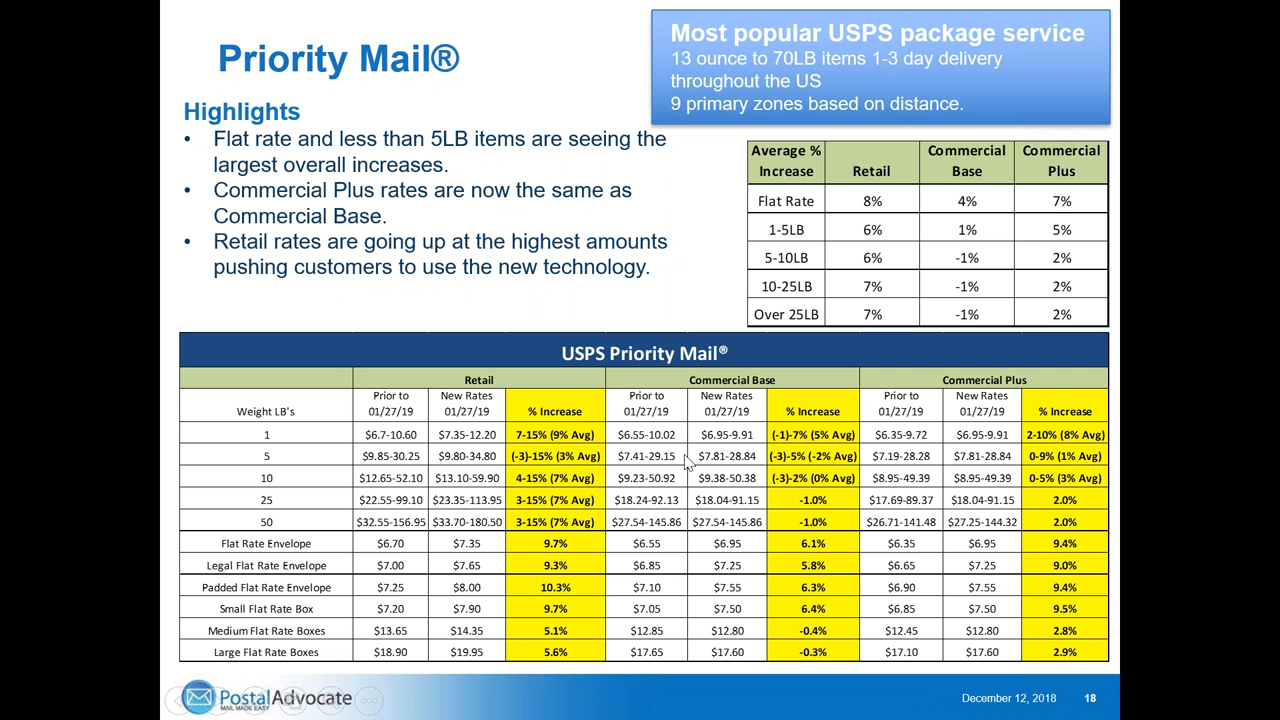 Priority Mail®
Most popular USPS package service
13 ounce to 70LB items 1-3 day delivery
throughout the US
9 primary zones based on distance.
Highlights
• Flat rate and less than 5LB items are seeing the
largest overall increases.
• Commercial Plus rates are now the same as
Commercial Base.
• Retail rates are going up at the highest amounts
pushing customers to use the new technology.
Average % Increase Retail Commercial Base Commercial Plus
Flat Rate 8% 4% 7%
1-5LB 6% 1% 5%
5-10LB 6% -1% 2%
10-25LB 7% -1% 2%
Over 25LB 7% -1% 2%
USPS Priority Mail®
Retail Commercial Base Commercial Plus
Weight LB's Prior to 01/27/19 New Rates 01/27/19 % Increase Prior to 01/27/19 New Rates 01/27/19 % Increase Prior to 01/27/19 New Rates 01/27/19 % Increase
1 $6.7-10.60 $7.35-12.20 7-15% (9% Avg) $6.55-10.02 $6.95-9.91 (-1)-7% (5% Avg) $6.35-9.72 $6.95-9.91 2-10% (8% Avg)
5 $9.85-30.25 $9.80-34.80 (-3)-15% (3% Avg) $7.41-29.15 $7.81-28.84 (-3)-5% (-2% Avg) $7.19-28.28 $7.81-28.84 0-9% (1% Avg)
10 $12.65-52.10 $13.10-59.90 4-15% (7% Avg) $9.23-50.92 $9.38-50.38 (-3)-2% (0% Avg) $8.95-49.39 $8.95-49.39 0-5% (3% Avg)
25 $22.55-99.10 $23.35-113.95 3-15% (7% Avg) $18.24-92.13 $18.04-91.15 -1.0% $17.69-89.37 $18.04-91.15 2.0%
50 $32.55-156.95 $33.70-180.50 3-15% (7% Avg) $27.54-145.86 $27.54-145.86 -1.0% $26.71-141.48 $27.25-144.32 2.0%
Flat Rate Envelope $6.70 $7.35 9.7% $6.55 $6.95 6.1% $6.35 $6.95 9.4%
Legal Flat Rate Envelope $7.00 $7.65 9.3% $6.85 $7.25 5.8% $6.65 $7.25 9.0%
Padded Flat Rate Envelope $7.25 $8.00 10.3% $7.10 $7.55 6.3% $6.90 $7.55 9.4%
Small Flat Rate Box $7.20 $7.90 9.7% $7.05 $7.50 6.4% $6.85 $7.50 9.5%
Medium Flat Rate Boxes $13.65 $14.35 5.1% $12.85 $12.80 -0.4% $12.45 $12.80 2.8%
Large Flat Rate Boxes $18.90 $19.95 5.6% $17.65 $17.60 -0.3% $17.10 $17.60 2.9%
PostalAdvocate
MAIL MADE EASY
December 12, 2018 18